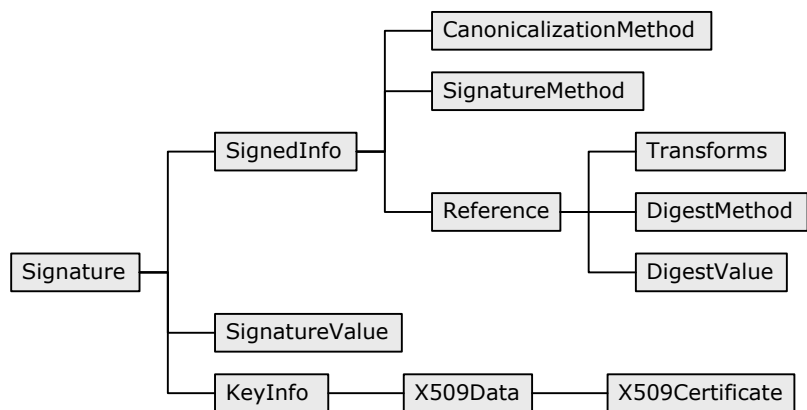 CanonicalizationMethod
SignatureMethod
SignedInfo
Transforms
Reference
DigestMethod
Signature
DigestValue
SignatureValue
KeyInfo
X509Data
X509Certificate